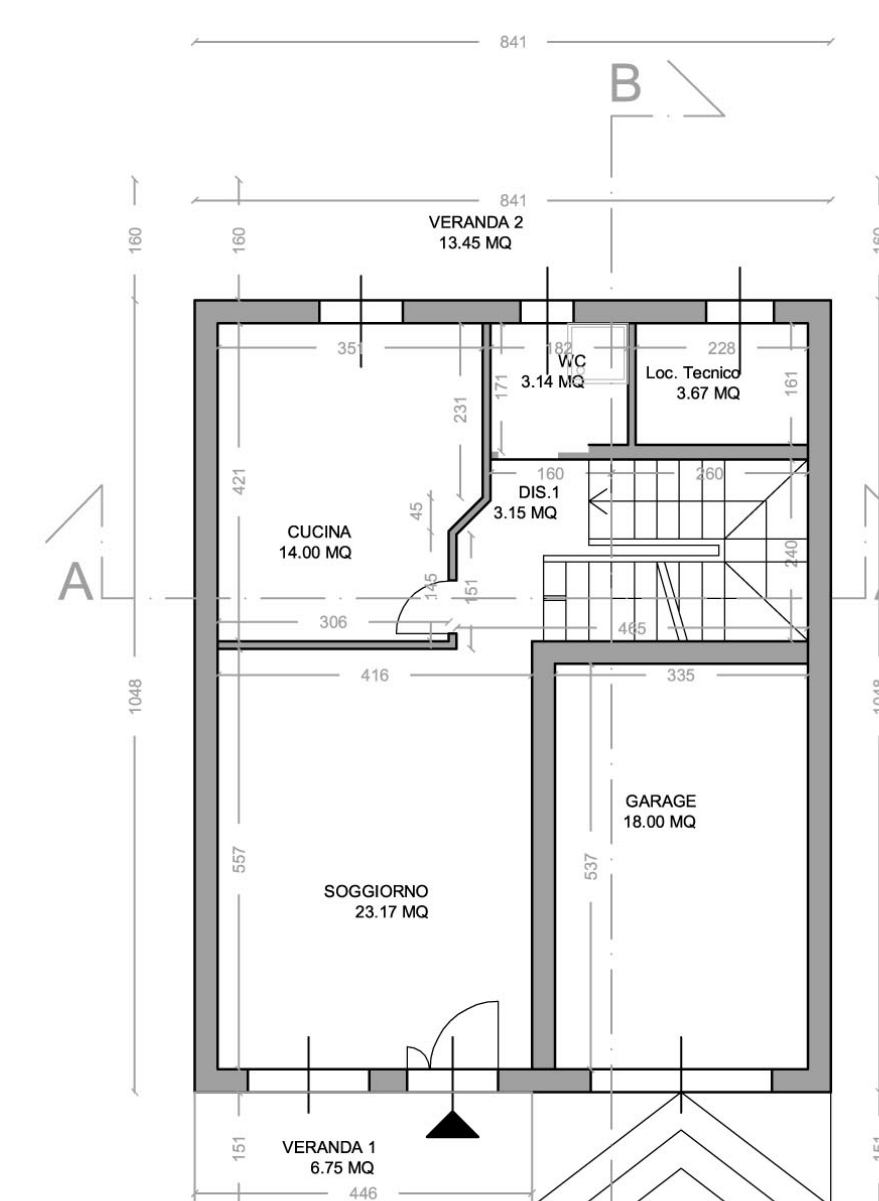 841
B
841
160
160
160
VERANDA 2
13.45 MQ
351
182
228
WC
3.14 MQ
Loc. Tecnico
3.67 MQ
171
161
231
160
260
421
DIS.1
3.15 MQ
45
CUCINA
14.00 MQ
240
A
145
151
306
465
416
335
1048
1048
GARAGE
18.00 MQ
557
537
SOGGIORNO
23.17 MQ
151
VERANDA 1
6.75 MQ
151
446